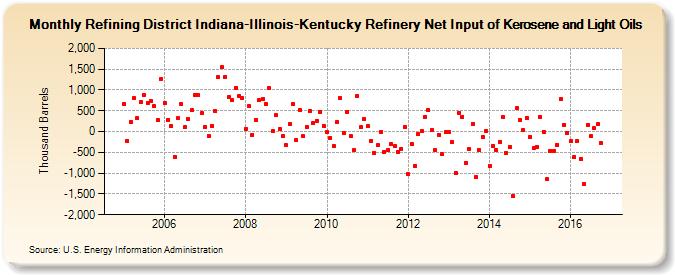 Monthly Refining District Indiana-Illinois-Kentucky Refinery Net Input of Kerosene and Light Oils
Thousand Barrels
2,000
1,500
1,000
500
0
-500
-1,000
-1,500
-2,000
2006 2008 2010 2012 2014 2016
Source: U.S. Energy Information Administration